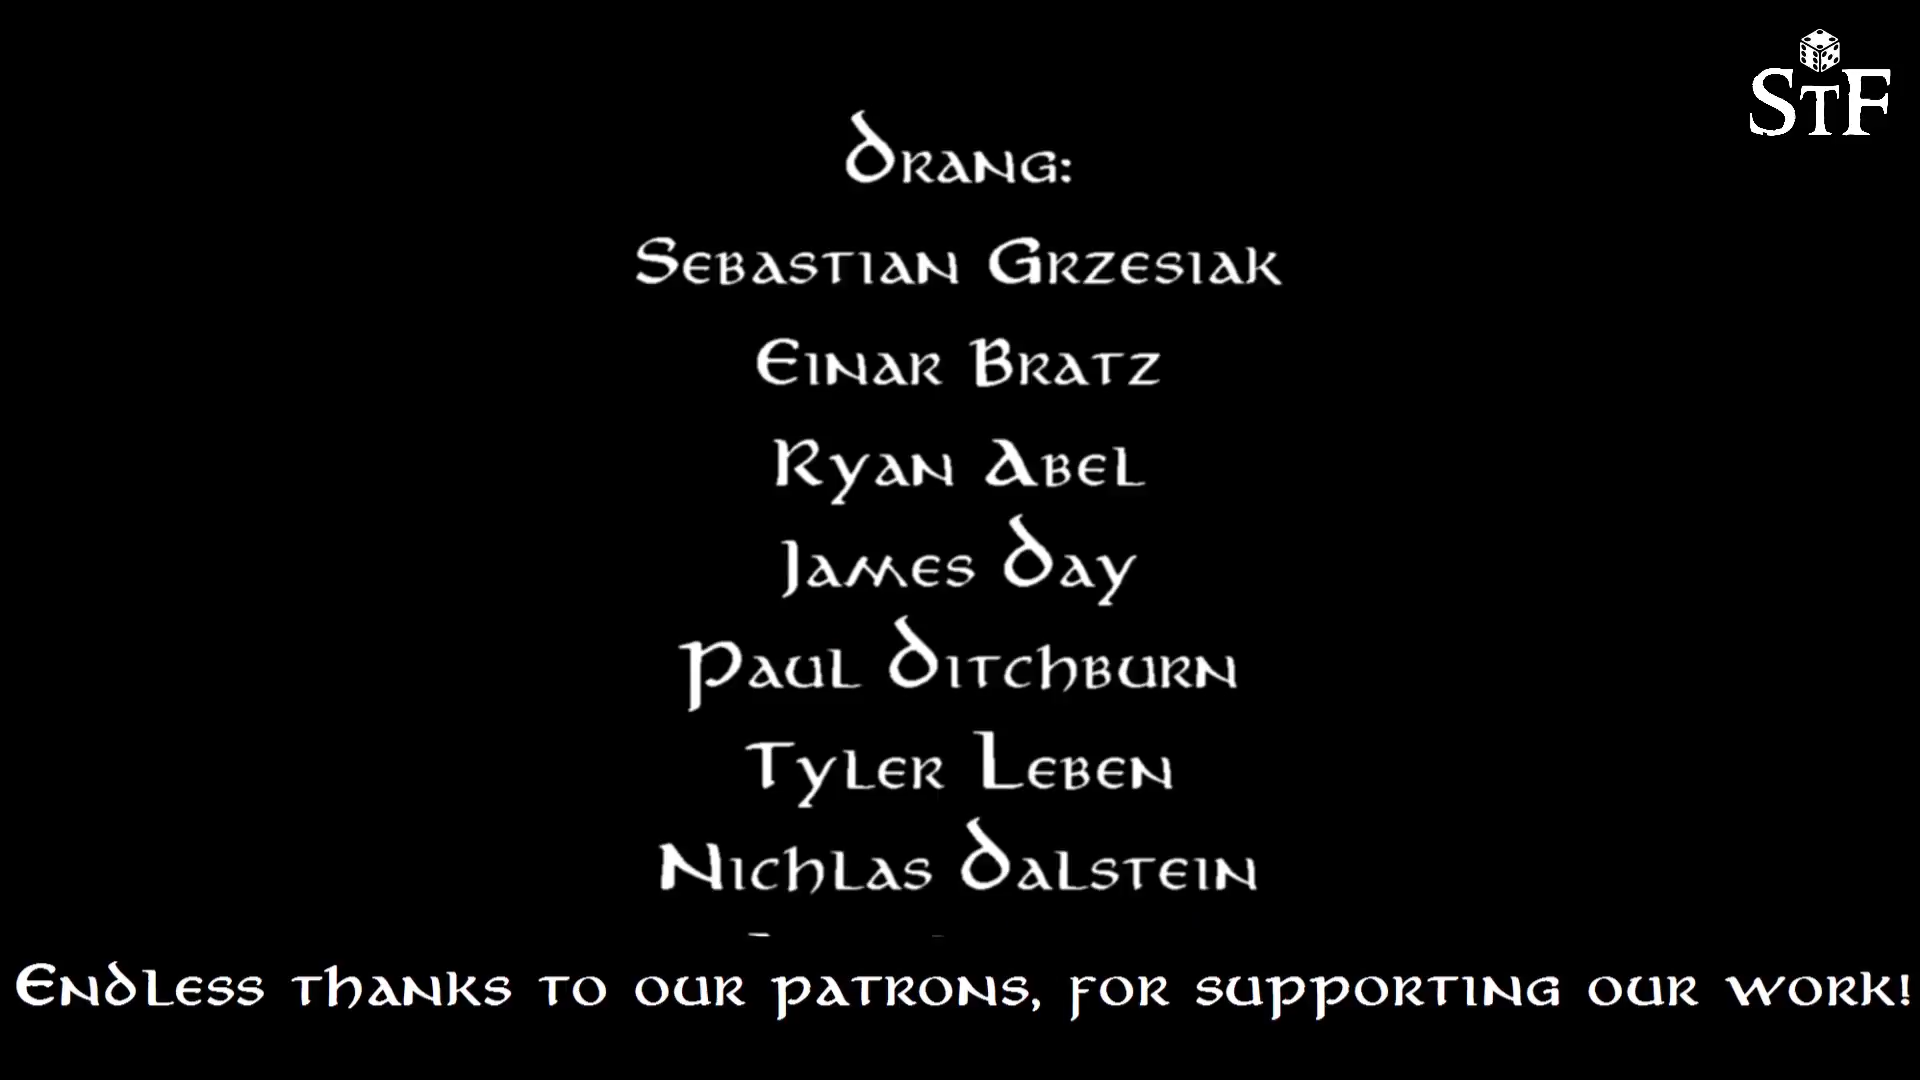 StF
Drang:
Sebastian Grzesiak
Einar Bratz
Ryan Abel
James Day
Paul Ditchburn
Tyler Leben
Nichlas Dalstein
Endless thanks to our patrons, for supporting our work!